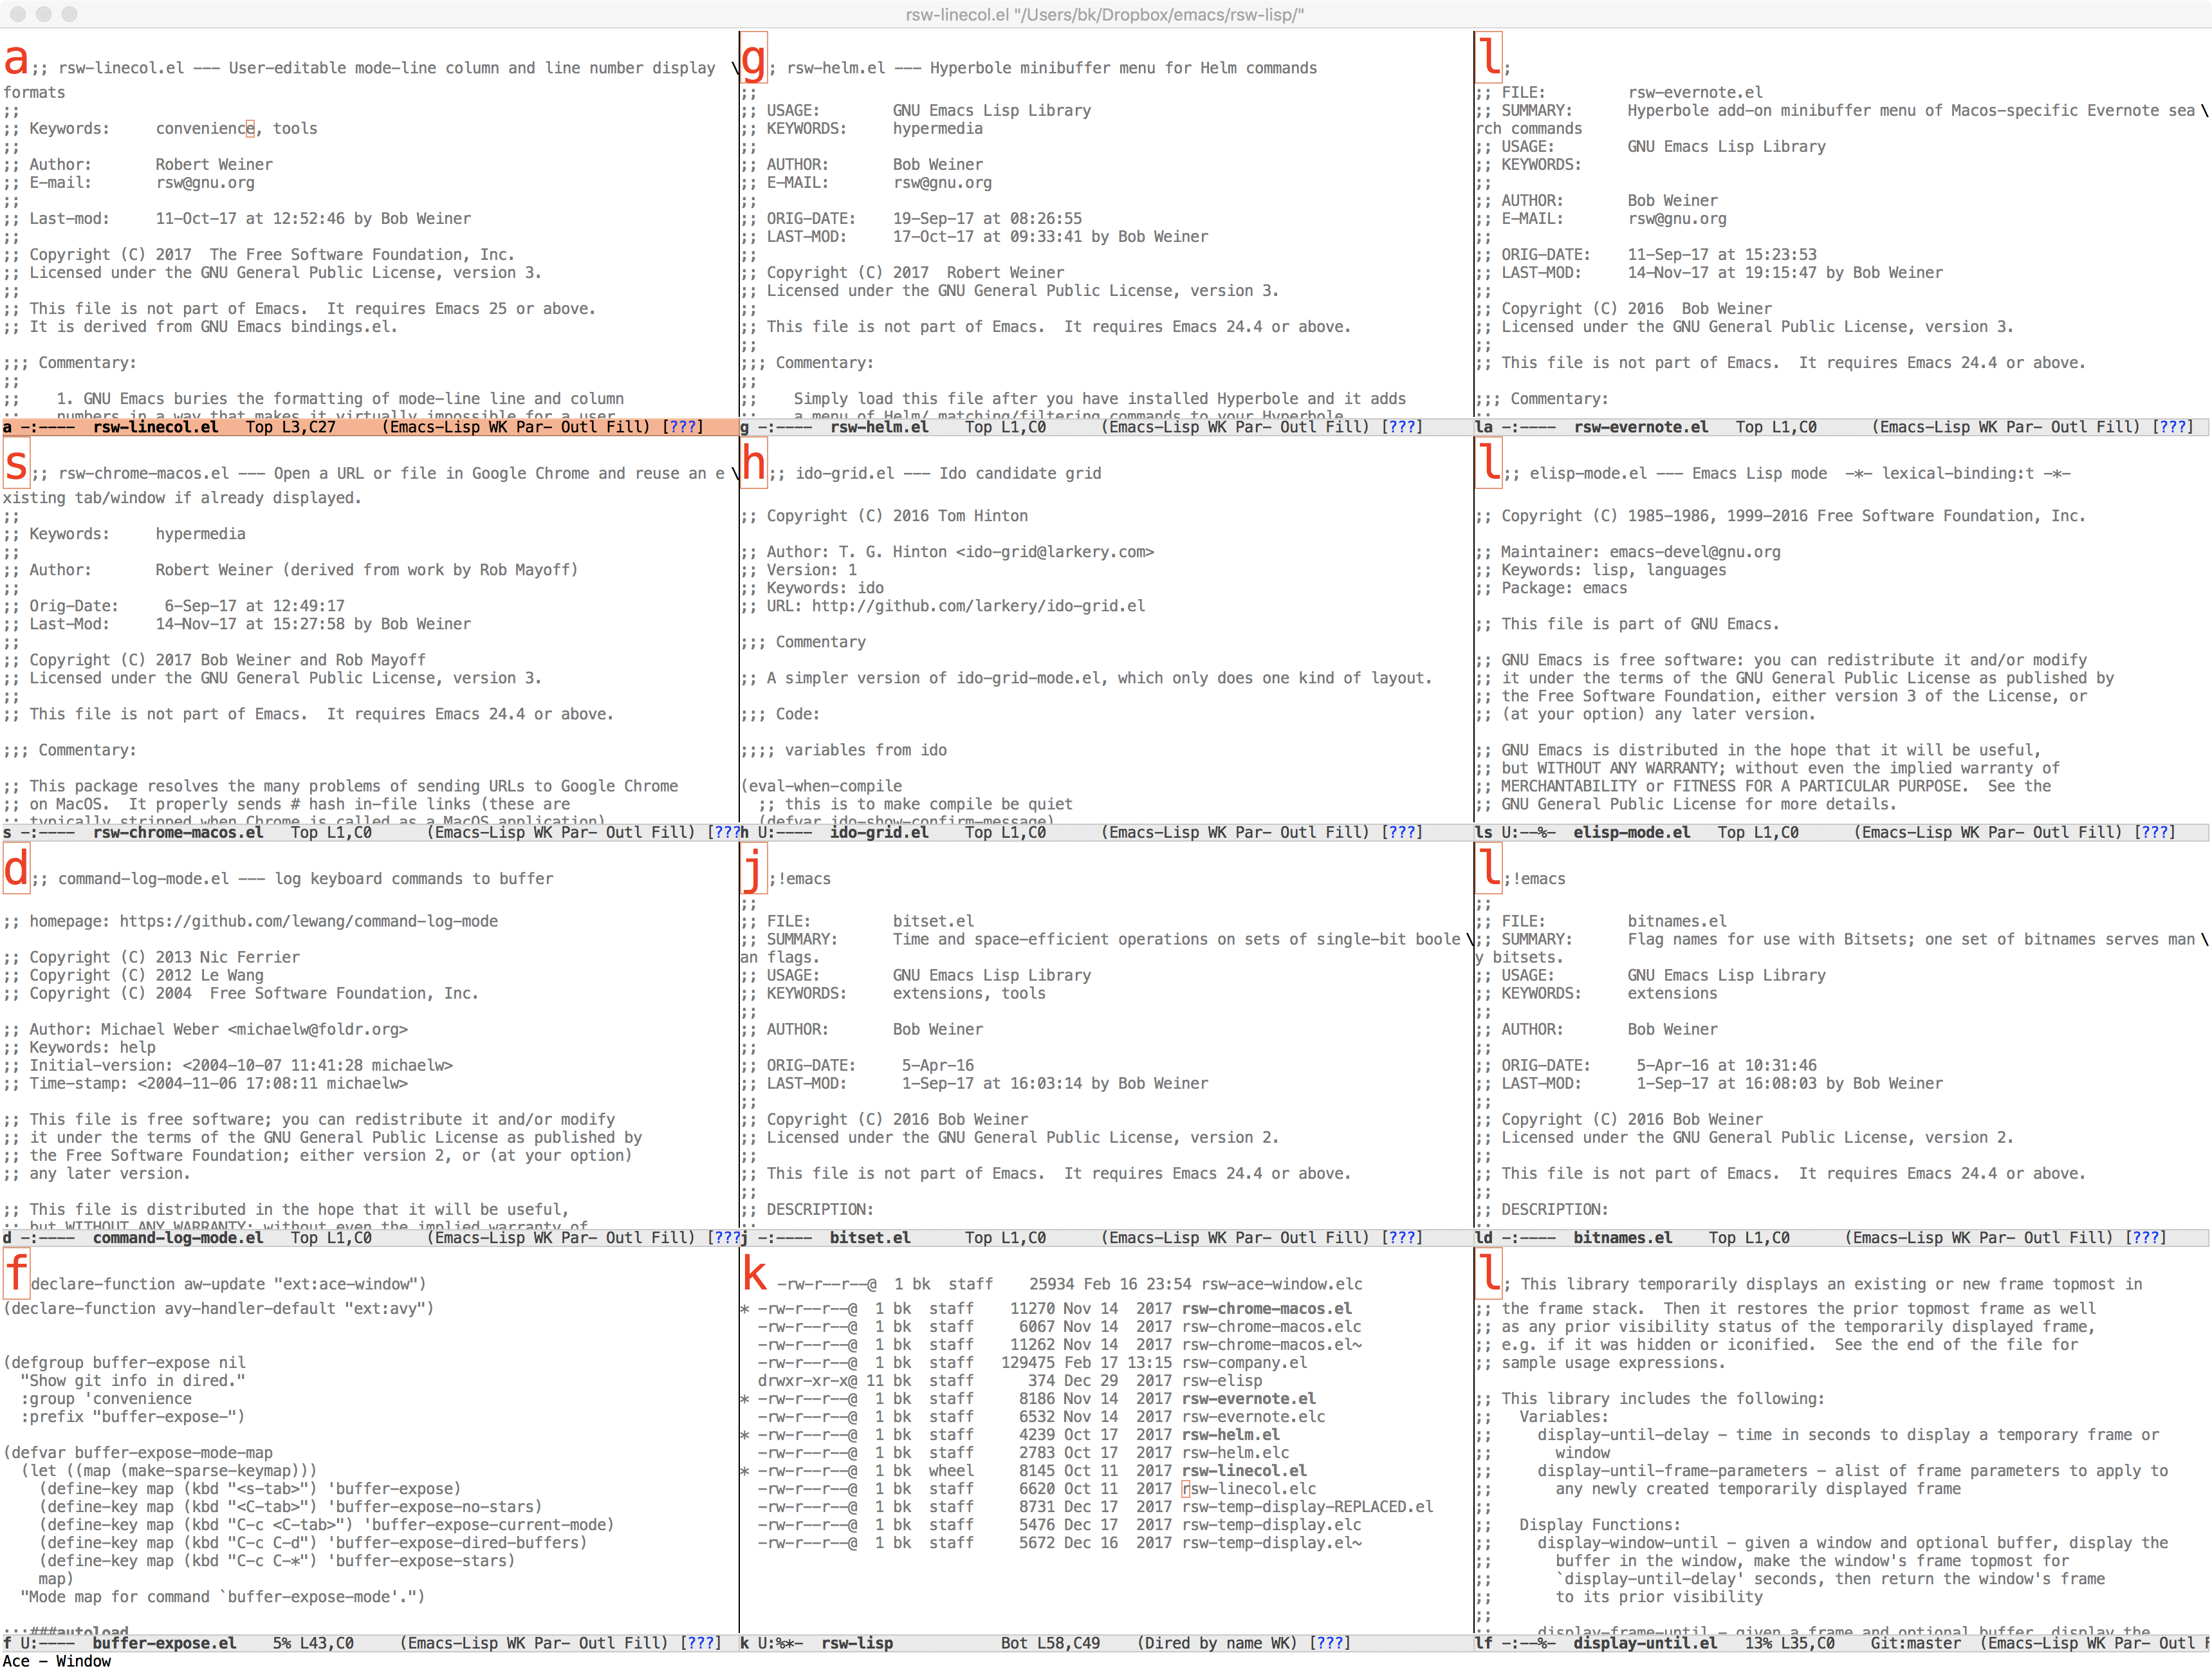 rsw-linecol.el "/Users/bk/Dropbox/emacs/rsw-lisp/"
a;; rsw-linecol.el --- User-editable mode-line column and line number display \
formats
;;
;; Keywords:     convenience, tools
;;
;; Author:       Robert Weiner
;; E-mail:       rsw@gnu.org
;;
;; Last-mod:     11-Oct-17 at 12:52:46 by Bob Weiner
;;
;; Copyright (C) 2017  The Free Software Foundation, Inc.
;; Licensed under the GNU General Public License, version 3.
;;
;; This file is not part of Emacs.  It requires Emacs 25 or above.
;; It is derived from GNU Emacs bindings.el.
;;; Commentary:
;;
;;    1. GNU Emacs buries the formatting of mode-line line and column
;;    numbers in a way that makes it virtually impossible for a user
a -:----  rsw-linecol.el   Top L3,C27     (Emacs-Lisp WK Par- Outl Fill) [???]
s;; rsw-chrome-macos.el --- Open a URL or file in Google Chrome and reuse an e\
xisting tab/window if already displayed.
;;
;; Keywords:     hypermedia
;;
;; Author:       Robert Weiner (derived from work by Rob Mayoff)
;;
;; Orig-Date:     6-Sep-17 at 12:49:17
;; Last-Mod:     14-Nov-17 at 15:27:58 by Bob Weiner
;;
;; Copyright (C) 2017 Bob Weiner and Rob Mayoff
;; Licensed under the GNU General Public License, version 3.
;;
;; This file is not part of Emacs.  It requires Emacs 24.4 or above.
;;; Commentary:
;; This package resolves the many problems of sending URLs to Google Chrome
;; on MacOS.  It properly sends # hash in-file links (these are
;; typically stripped when Chrome is called as a MacOS application)
s -:----  rsw-chrome-macos.el   Top L1,C0      (Emacs-Lisp WK Par- Outl Fill) [???
d;; command-log-mode.el --- log keyboard commands to buffer
;; homepage: https://github.com/lewang/command-log-mode
;; Copyright (C) 2013 Nic Ferrier
;; Copyright (C) 2012 Le Wang
;; Copyright (C) 2004  Free Software Foundation, Inc.
;; Author: Michael Weber <michaelw@foldr.org>
;; Keywords: help
;; Initial-version: <2004-10-07 11:41:28 michaelw>
;; Time-stamp: <2004-11-06 17:08:11 michaelw>
;; This file is free software; you can redistribute it and/or modify
;; it under the terms of the GNU General Public License as published by
;; the Free Software Foundation; either version 2, or (at your option)
;; any later version.
;; This file is distributed in the hope that it will be useful,
;; but WITHOUT ANY WARRANTY; without even the implied warranty of
d -:----  command-log-mode.el   Top L1,C0      (Emacs-Lisp WK Par- Outl Fill) [???
fdeclare-function aw-update "ext:ace-window")
(declare-function avy-handler-default "ext:avy")
(defgroup buffer-expose nil
  "Show git info in dired."
  :group 'convenience
  :prefix "buffer-expose-")
(defvar buffer-expose-mode-map
  (let ((map (make-sparse-keymap)))
    (define-key map (kbd "<s-tab>") 'buffer-expose)
    (define-key map (kbd "<C-tab>") 'buffer-expose-no-stars)
    (define-key map (kbd "C-c <C-tab>") 'buffer-expose-current-mode)
    (define-key map (kbd "C-c C-d") 'buffer-expose-dired-buffers)
    (define-key map (kbd "C-c C-*") 'buffer-expose-stars)
    map)
  "Mode map for command `buffer-expose-mode'.")
;;;###autoload
f U:----  buffer-expose.el    5% L43,C0     (Emacs-Lisp WK Par- Outl Fill) [???]
g; rsw-helm.el --- Hyperbole minibuffer menu for Helm commands
;;
;; USAGE:        GNU Emacs Lisp Library
;; KEYWORDS:     hypermedia
;;
;; AUTHOR:       Bob Weiner
;; E-MAIL:       rsw@gnu.org
;;
;; ORIG-DATE:    19-Sep-17 at 08:26:55
;; LAST-MOD:     17-Oct-17 at 09:33:41 by Bob Weiner
;;
;; Copyright (C) 2017  Robert Weiner
;; Licensed under the GNU General Public License, version 3.
;;
;; This file is not part of Emacs.  It requires Emacs 24.4 or above.
;;
;;; Commentary:
;;
;;    Simply load this file after you have installed Hyperbole and it adds
;;    a menu of Helm/ matching/filtering commands to your Hyperbole
g -:----  rsw-helm.el    Top L1,C0      (Emacs-Lisp WK Par- Outl Fill) [???]
h;; ido-grid.el --- Ido candidate grid
;; Copyright (C) 2016 Tom Hinton
;; Author: T. G. Hinton <ido-grid@larkery.com>
;; Version: 1
;; Keywords: ido
;; URL: http://github.com/larkery/ido-grid.el
;;; Commentary
;; A simpler version of ido-grid-mode.el, which only does one kind of layout.
;;; Code:
;;;; variables from ido
(eval-when-compile
  ;; this is to make compile be quiet
  (defvar ido-show-confirm-message)
h U:----  ido-grid.el    Top L1,C0      (Emacs-Lisp WK Par- Outl Fill) [???]
j;!emacs
;;
;; FILE:         bitset.el
;; SUMMARY:      Time and space-efficient operations on sets of single-bit boole\
an flags.
;; USAGE:        GNU Emacs Lisp Library
;; KEYWORDS:     extensions, tools
;;
;; AUTHOR:       Bob Weiner
;;
;; ORIG-DATE:     5-Apr-16
;; LAST-MOD:      1-Sep-17 at 16:03:14 by Bob Weiner
;;
;; Copyright (C) 2016 Bob Weiner
;; Licensed under the GNU General Public License, version 2.
;;
;; This file is not part of Emacs.  It requires Emacs 24.4 or above.
;;
;; DESCRIPTION:
;;
j -:----  bitset.el      Top L1,C0      (Emacs-Lisp WK Par- Outl Fill) [???]
k -rw-r--r--@  1 bk  staff    25934 Feb 16 23:54 rsw-ace-window.elc
* -rw-r--r--@  1 bk  staff    11270 Nov 14  2017 rsw-chrome-macos.el
  -rw-r--r--@  1 bk  staff     6067 Nov 14  2017 rsw-chrome-macos.elc
  -rw-r--r--@  1 bk  staff    11262 Nov 14  2017 rsw-chrome-macos.el~
  -rw-r--r--@  1 bk  staff   129475 Feb 17 13:15 rsw-company.el
  drwxr-xr-x@ 11 bk  staff      374 Dec 29  2017 rsw-elisp
* -rw-r--r--@  1 bk  staff     8186 Nov 14  2017 rsw-evernote.el
  -rw-r--r--@  1 bk  staff     6532 Nov 14  2017 rsw-evernote.elc
* -rw-r--r--@  1 bk  staff     4239 Oct 17  2017 rsw-helm.el
  -rw-r--r--@  1 bk  staff     2783 Oct 17  2017 rsw-helm.elc
* -rw-r--r--@  1 bk  wheel     8145 Oct 11  2017 rsw-linecol.el
  -rw-r--r--@  1 bk  staff     6620 Oct 11  2017 rsw-linecol.elc
  -rw-r--r--@  1 bk  staff     8731 Dec 17  2017 rsw-temp-display-REPLACED.el
  -rw-r--r--@  1 bk  staff     5476 Dec 17  2017 rsw-temp-display.elc
  -rw-r--r--@  1 bk  staff     5672 Dec 16  2017 rsw-temp-display.el~
k U:%*-  rsw-lisp            Bot L58,C49    (Dired by name WK) [???]
l;
;; FILE:         rsw-evernote.el
;; SUMMARY:      Hyperbole add-on minibuffer menu of Macos-specific Evernote sea\
rch commands
;; USAGE:        GNU Emacs Lisp Library
;; KEYWORDS:
;;
;; AUTHOR:       Bob Weiner
;; E-MAIL:       rsw@gnu.org
;;
;; ORIG-DATE:    11-Sep-17 at 15:23:53
;; LAST-MOD:     14-Nov-17 at 19:15:47 by Bob Weiner
;;
;; Copyright (C) 2016  Bob Weiner
;; Licensed under the GNU General Public License, version 3.
;;
;; This file is not part of Emacs.  It requires Emacs 24.4 or above.
;;; Commentary:
;;
la -:----  rsw-evernote.el   Top L1,C0      (Emacs-Lisp WK Par- Outl Fill) [???]
l;; elisp-mode.el --- Emacs Lisp mode  -*- lexical-binding:t -*-
;; Copyright (C) 1985-1986, 1999-2016 Free Software Foundation, Inc.
;; Maintainer: emacs-devel@gnu.org
;; Keywords: lisp, languages
;; Package: emacs
;; This file is part of GNU Emacs.
;; GNU Emacs is free software: you can redistribute it and/or modify
;; it under the terms of the GNU General Public License as published by
;; the Free Software Foundation, either version 3 of the License, or
;; (at your option) any later version.
;; GNU Emacs is distributed in the hope that it will be useful,
;; but WITHOUT ANY WARRANTY; without even the implied warranty of
;; MERCHANTABILITY or FITNESS FOR A PARTICULAR PURPOSE.  See the
;; GNU General Public License for more details.
ls U:--%-  elisp-mode.el   Top L1,C0      (Emacs-Lisp WK Par- Outl Fill) [???]
l;!emacs
;;
;; FILE:         bitnames.el
;; SUMMARY:      Flag names for use with Bitsets; one set of bitnames serves man\
y bitsets.
;; USAGE:        GNU Emacs Lisp Library
;; KEYWORDS:     extensions
;;
;; AUTHOR:       Bob Weiner
;;
;; ORIG-DATE:     5-Apr-16 at 10:31:46
;; LAST-MOD:      1-Sep-17 at 16:08:03 by Bob Weiner
;;
;; Copyright (C) 2016 Bob Weiner
;; Licensed under the GNU General Public License, version 2.
;;
;; This file is not part of Emacs.  It requires Emacs 24.4 or above.
;;
;; DESCRIPTION:
;;
ld -:----  bitnames.el    Top L1,C0      (Emacs-Lisp WK Par- Outl Fill) [???]
l; This library temporarily displays an existing or new frame topmost in
;; the frame stack.  Then it restores the prior topmost frame as well
;; as any prior visibility status of the temporarily displayed frame,
;; e.g. if it was hidden or iconified.  See the end of the file for
;; sample usage expressions.
;;
;; This library includes the following:
;;   Variables:
;;     display-until-delay - time in seconds to display a temporary frame or
;;       window
;;     display-until-frame-parameters - alist of frame parameters to apply to
;;       any newly created temporarily displayed frame
;;
;;   Display Functions:
;;     display-window-until - given a window and optional buffer, display the
;;       buffer in the window, make the window's frame topmost for
;;       `display-until-delay' seconds, then return the window's frame
;;       to its prior visibility
;;
;;     display-frame-until - given a frame and optional buffer, display the
lf -:--%-  display-until.el   13% L35,C0    Git:master  (Emacs-Lisp WK Par- Outl F
Ace - Window